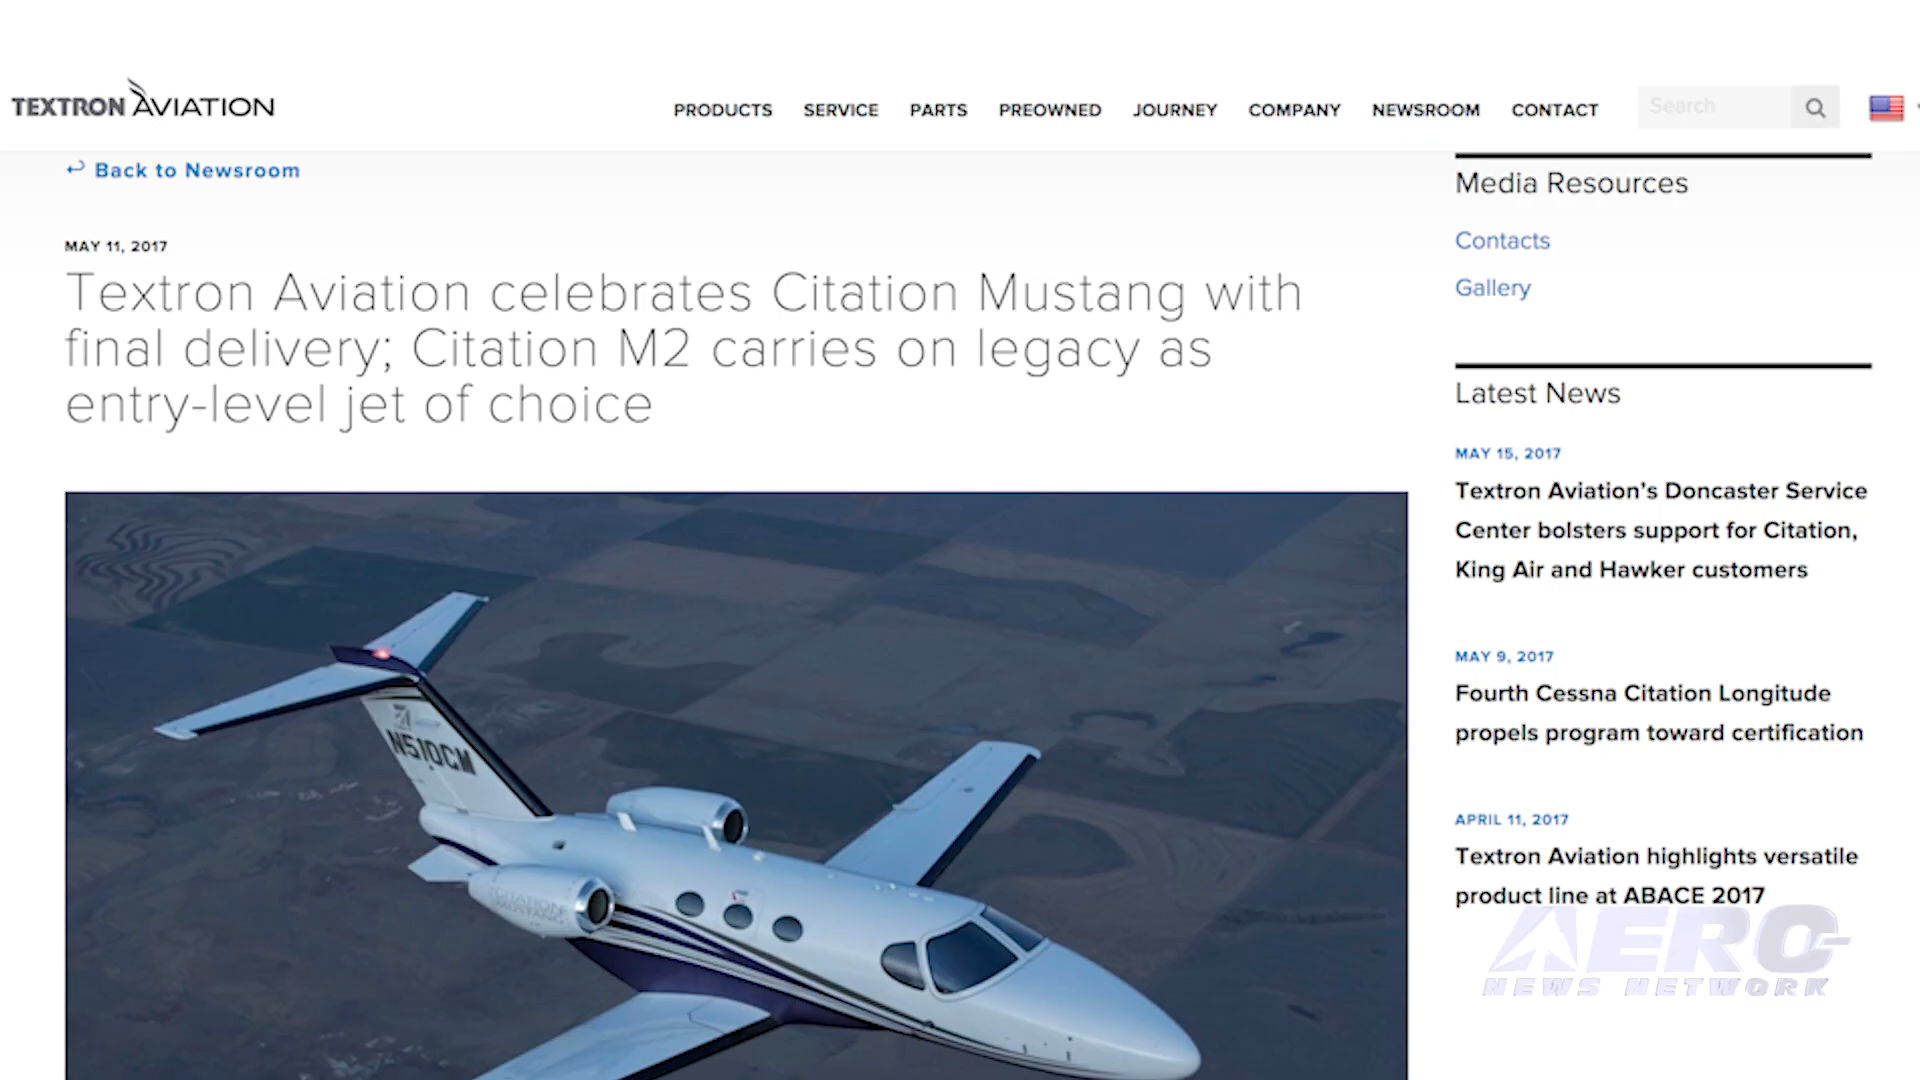 TEXTRON AVIATION
PRODUCTS SERVICE PARTS PREOWNED JOURNEY COMPANY NEWSROOM CONTACT
Search
Back to Newsroom
MAY 11, 2017
Textron Aviation celebrates Citation Mustang with
final delivery; Citation M2 carries on legacy as
entry-level jet of choice
N510CM
CITATION
MUSTANG
Media Resources
Contacts
Gallery
Latest News
MAY 15, 2017
Textron Aviation's Doncaster Service
Center bolsters support for Citation,
King Air and Hawker customers
MAY 9, 2017
Fourth Cessna Citation Longitude
propels program toward certification
APRIL 11, 2017
Textron Aviation highlights versatile
product line at ABACE 2017
AERO-
NEWS NETWORK